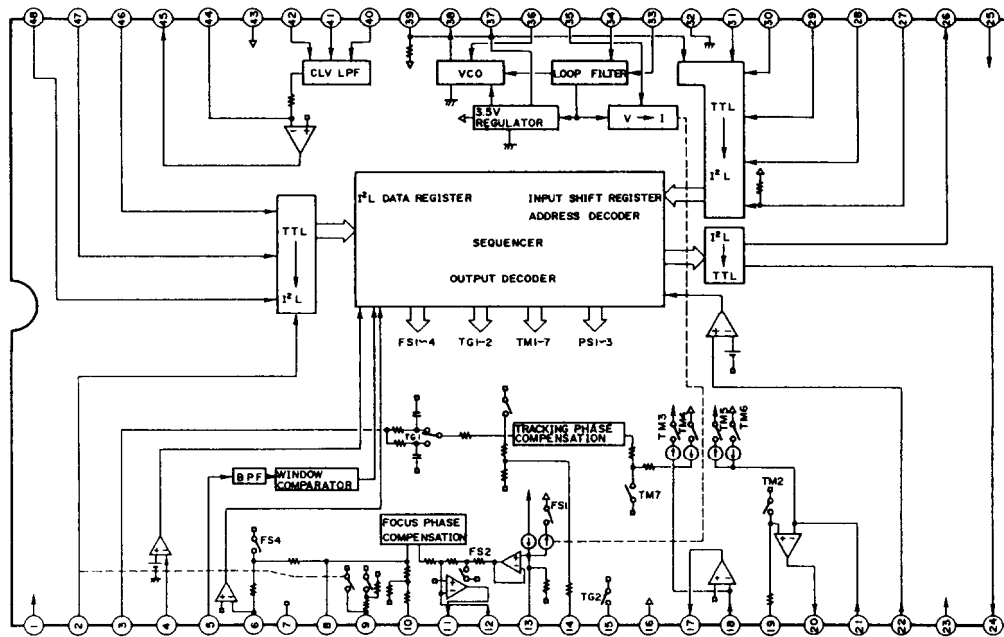 48 47 46 45 44 43 42 41 40 39 38 37 36 35 34 33 32 31 30 29 28 27 26 25
CLV LPF
VCO
LOOP FILTER
3.5V
REGULATOR
V → I
TTL
I²L
I²L DATA REGISTER
INPUT SHIFT REGISTER
ADDRESS DECODER
SEQUENCER
OUTPUT DECODER
TTL
I²L
I²L
TTL
FS1~4
TG1~2
TM1~7
PS1~3
TG1
TRACKING PHASE
COMPENSATION
TM3
TM4
TM5
TM6
BPF
WINDOW
COMPARATOR
TM7
TM2
FS4
FOCUS PHASE
COMPENSATION
FS2
FS1
TG2
1 2 3 4 5 6 7 8 9 10 11 12 13 14 15 16 17 18 19 20 21 22 23 24